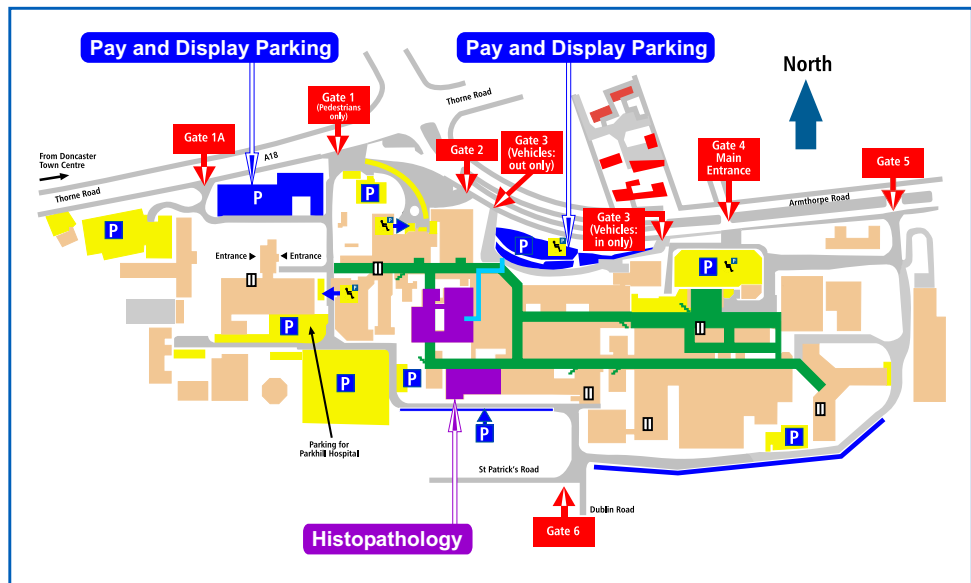 Pay and Display Parking
Pay and Display Parking
North
Gate 1
(Pedestrians
only)
Thorne Road
Gate 1A
A18
Gate 2
Gate 3
(Vehicles:
out only)
Gate 4
Main
Entrance
Gate 5
From Doncaster
Town Centre
Thorne Road
P
P
P
P
Armthorpe Road
Gate 3
(Vehicles:
in only)
P
P
P
Entrance
Entrance
P
P
P
P
P
P
P
Parking for
Parkhill Hospital
St Patrick's Road
Dublin Road
Gate 6
Histopathology